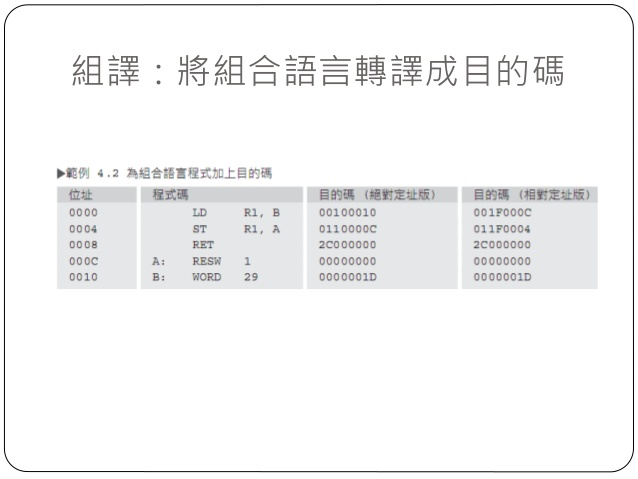 組譯：將組合語言轉譯成目的碼
▶範例 4.2 為組合語言程式加上目的碼
位址 程式碼 目的碼 (絕對定址版) 目的碼 (相對定址版)
0000 LD R1, B 00100010 001F000C
0004 ST R1, A 0110000C 011F0004
0008 RET 2C000000 2C000000
000C A: RESW 1 00000000 00000000
0010 B: WORD 29 0000001D 0000001D